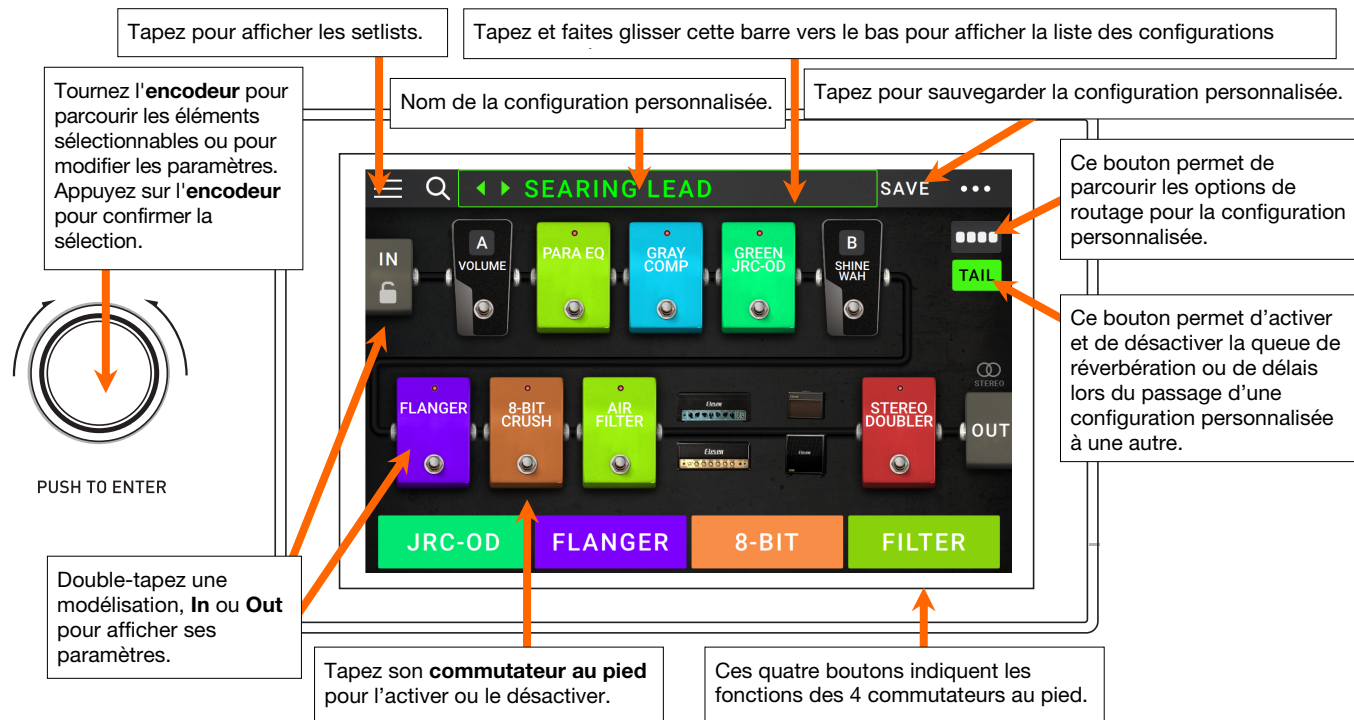 Tapez pour afficher les setlists.
Tapez et faites glisser cette barre vers le bas pour afficher la liste des configurations
Tournez l'encodeur pour
parcourir les éléments
sélectionnables ou pour
modifier les paramètres.
Appuyez sur l'encodeur
pour confirmer la
sélection.
Nom de la configuration personnalisée.
Tapez pour sauvegarder la configuration personnalisée.
Ce bouton permet de
parcourir les options de
routage pour la configuration
personnalisée.
SEARING LEAD
SAVE
IN
A
VOLUME
PARA EQ
GRAY
COMP
GREEN
JRC-OD
B
SHINE
WAH
TAIL
Ce bouton permet d'activer
et de désactiver la queue de
réverbération ou de délais
lors du passage d'une
configuration personnalisée
à une autre.
STEREO
FLANGER
8-BIT
CRUSH
AIR
FILTER
Eleven
Eleven
Eleven
STEREO
DOUBLER
OUT
PUSH TO ENTER
JRC-OD
FLANGER
8-BIT
FILTER
Double-tapez une
modélisation, In ou Out
pour afficher ses
paramètres.
Tapez son commutateur au pied
pour l'activer ou le désactiver.
Ces quatre boutons indiquent les
fonctions des 4 commutateurs au pied.